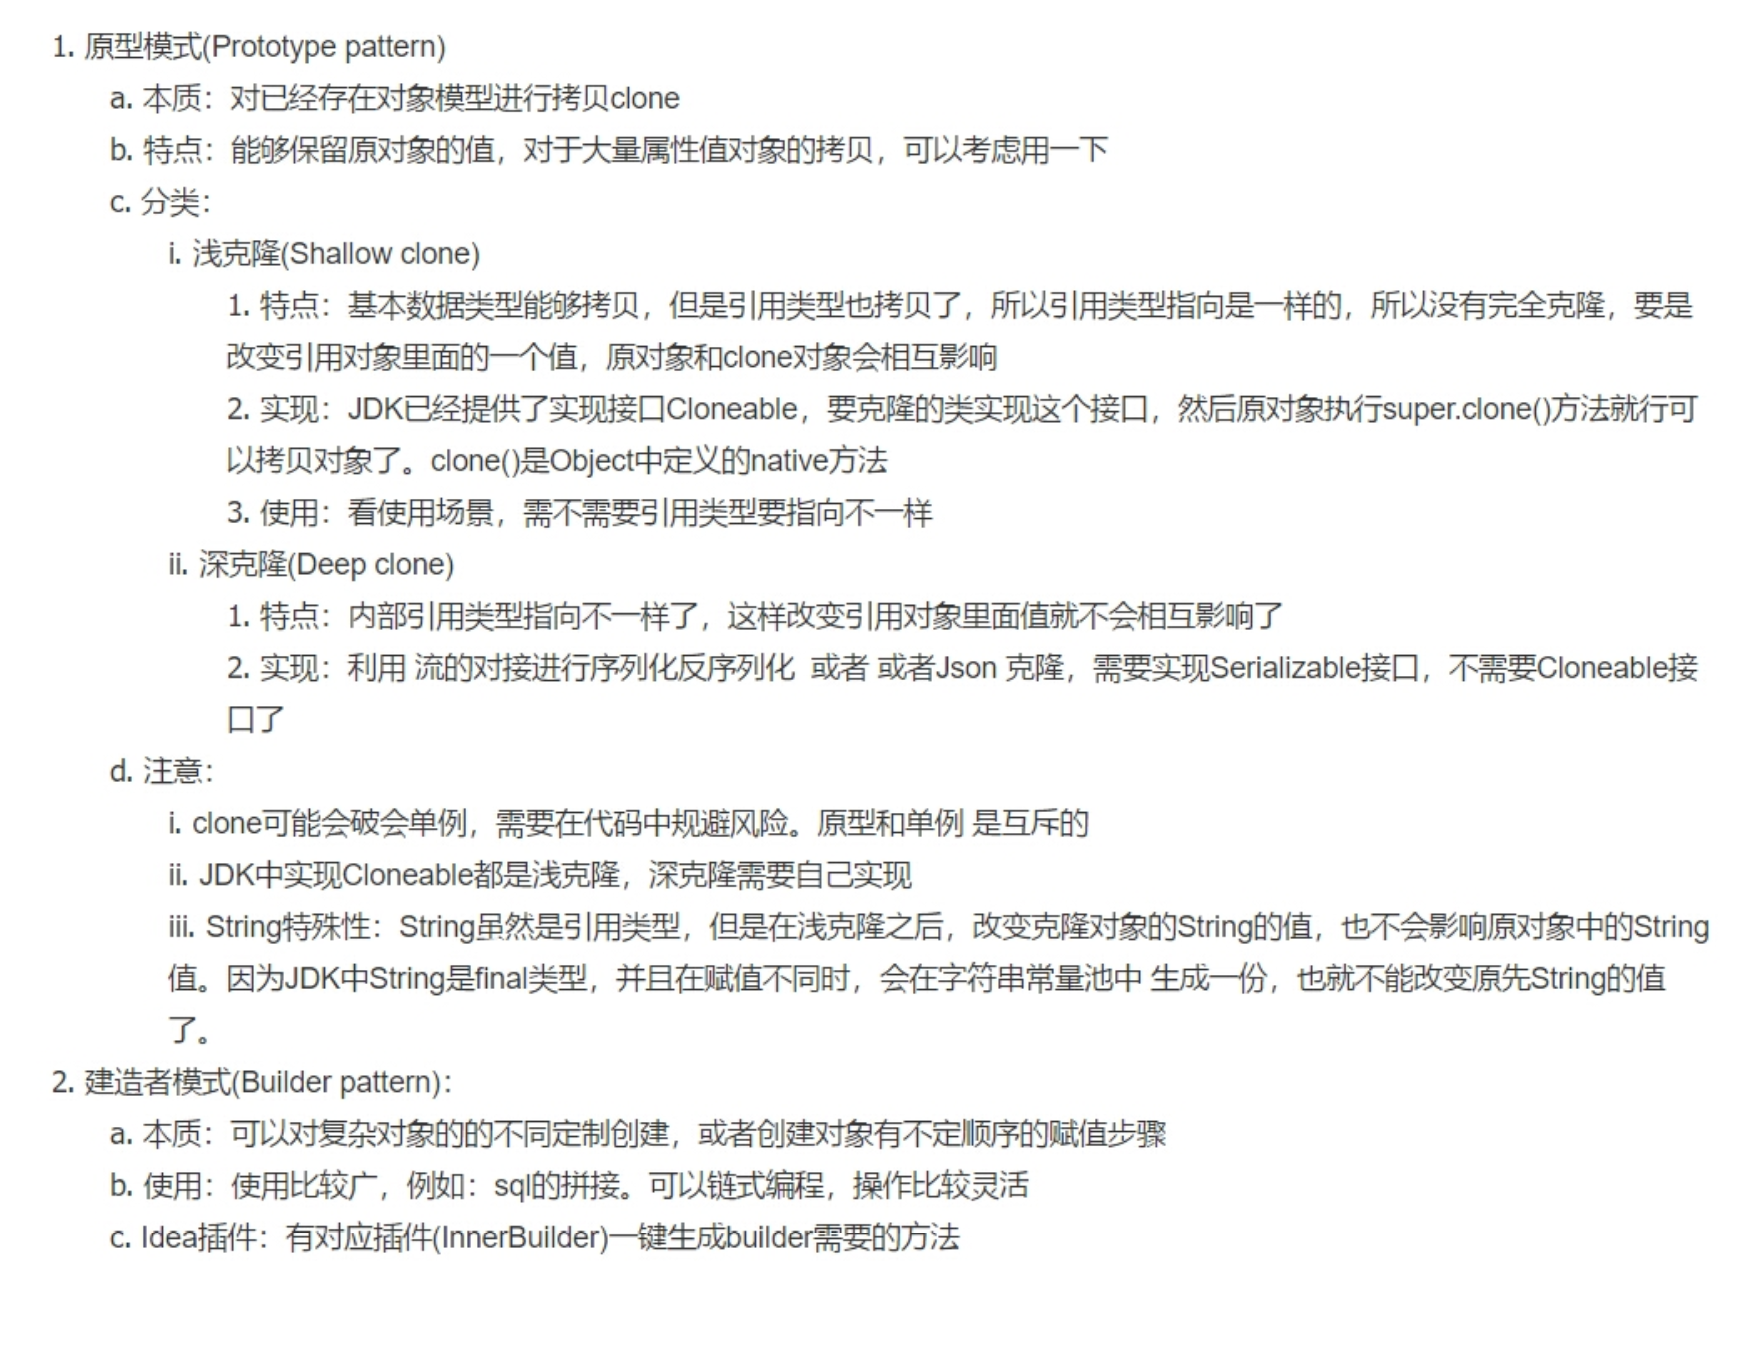 1. 原型模式(Prototype pattern)
a. 本质：对已经存在对象模型进行拷贝clone
b. 特点：能够保留原对象的值，对于大量属性值对象的拷贝，可以考虑用一下
c. 分类：
i. 浅克隆(Shallow clone)
1. 特点：基本数据类型能够拷贝，但是引用类型也拷贝了，所以引用类型指向是一样的，所以没有完全克隆，要是
改变引用对象里面的一个值，原对象和clone对象会相互影响
2. 实现：JDK已经提供了实现接口Cloneable，要克隆的类实现这个接口，然后原对象执行super.clone()方法就行可
以拷贝对象了。clone()是Object中定义的native方法
3. 使用：看使用场景，需不需要引用类型要指向不一样
ii. 深克隆(Deep clone)
1. 特点：内部引用类型指向不一样了，这样改变引用对象里面值就不会相互影响了
2. 实现：利用 流的对接进行序列化反序列化 或者 或者Json 克隆，需要实现Serializable接口，不需要Cloneable接
口了
d. 注意：
i. clone可能会破会单例，需要在代码中规避风险。原型和单例 是互斥的
ii. JDK中实现Cloneable都是浅克隆，深克隆需要自己实现
iii. String特殊性：String虽然是引用类型，但是在浅克隆之后，改变克隆对象的String的值，也不会影响原对象中的String
值。因为JDK中String是final类型，并且在赋值不同时，会在字符串常量池中 生成一份，也就不能改变原先String的值
了。
2. 建造者模式(Builder pattern)：
a. 本质：可以对复杂对象的的不同定制创建，或者创建对象有不定顺序的赋值步骤
b. 使用：使用比较广，例如：sql的拼接。可以链式编程，操作比较灵活
c. Idea插件：有对应插件(InnerBuilder)一键生成builder需要的方法